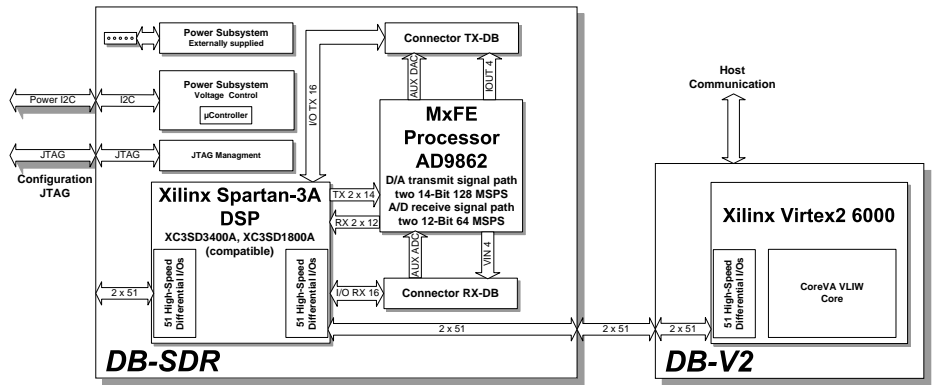 Power Subsystem
Externally supplied
Connector TX-DB
Power Subsystem
Voltage Control
µController
Power I2C
I2C
I/O TX 16
AUX DAC
IOUT 4
Host
Communication
MxFE
Processor
AD9862
D/A transmit signal path
two 14-Bit 128 MSPS
A/D receive signal path
two 12-Bit 64 MSPS
JTAG
JTAG
JTAG Managment
Configuration
JTAG
Xilinx Spartan-3A
DSP
XC3SD3400A, XC3SD1800A
(compatible)
TX 2 x 14
RX 2 x 12
AUX ADC
VIN 4
Xilinx Virtex2 6000
51 High-Speed
Differential I/Os
51 High-Speed
Differential I/Os
51 High-Speed
Differential I/Os
CoreVA VLIW
Core
2 x 51
I/O RX 16
Connector RX-DB
2 x 51
2 x 51
2 x 51
DB-SDR
DB-V2